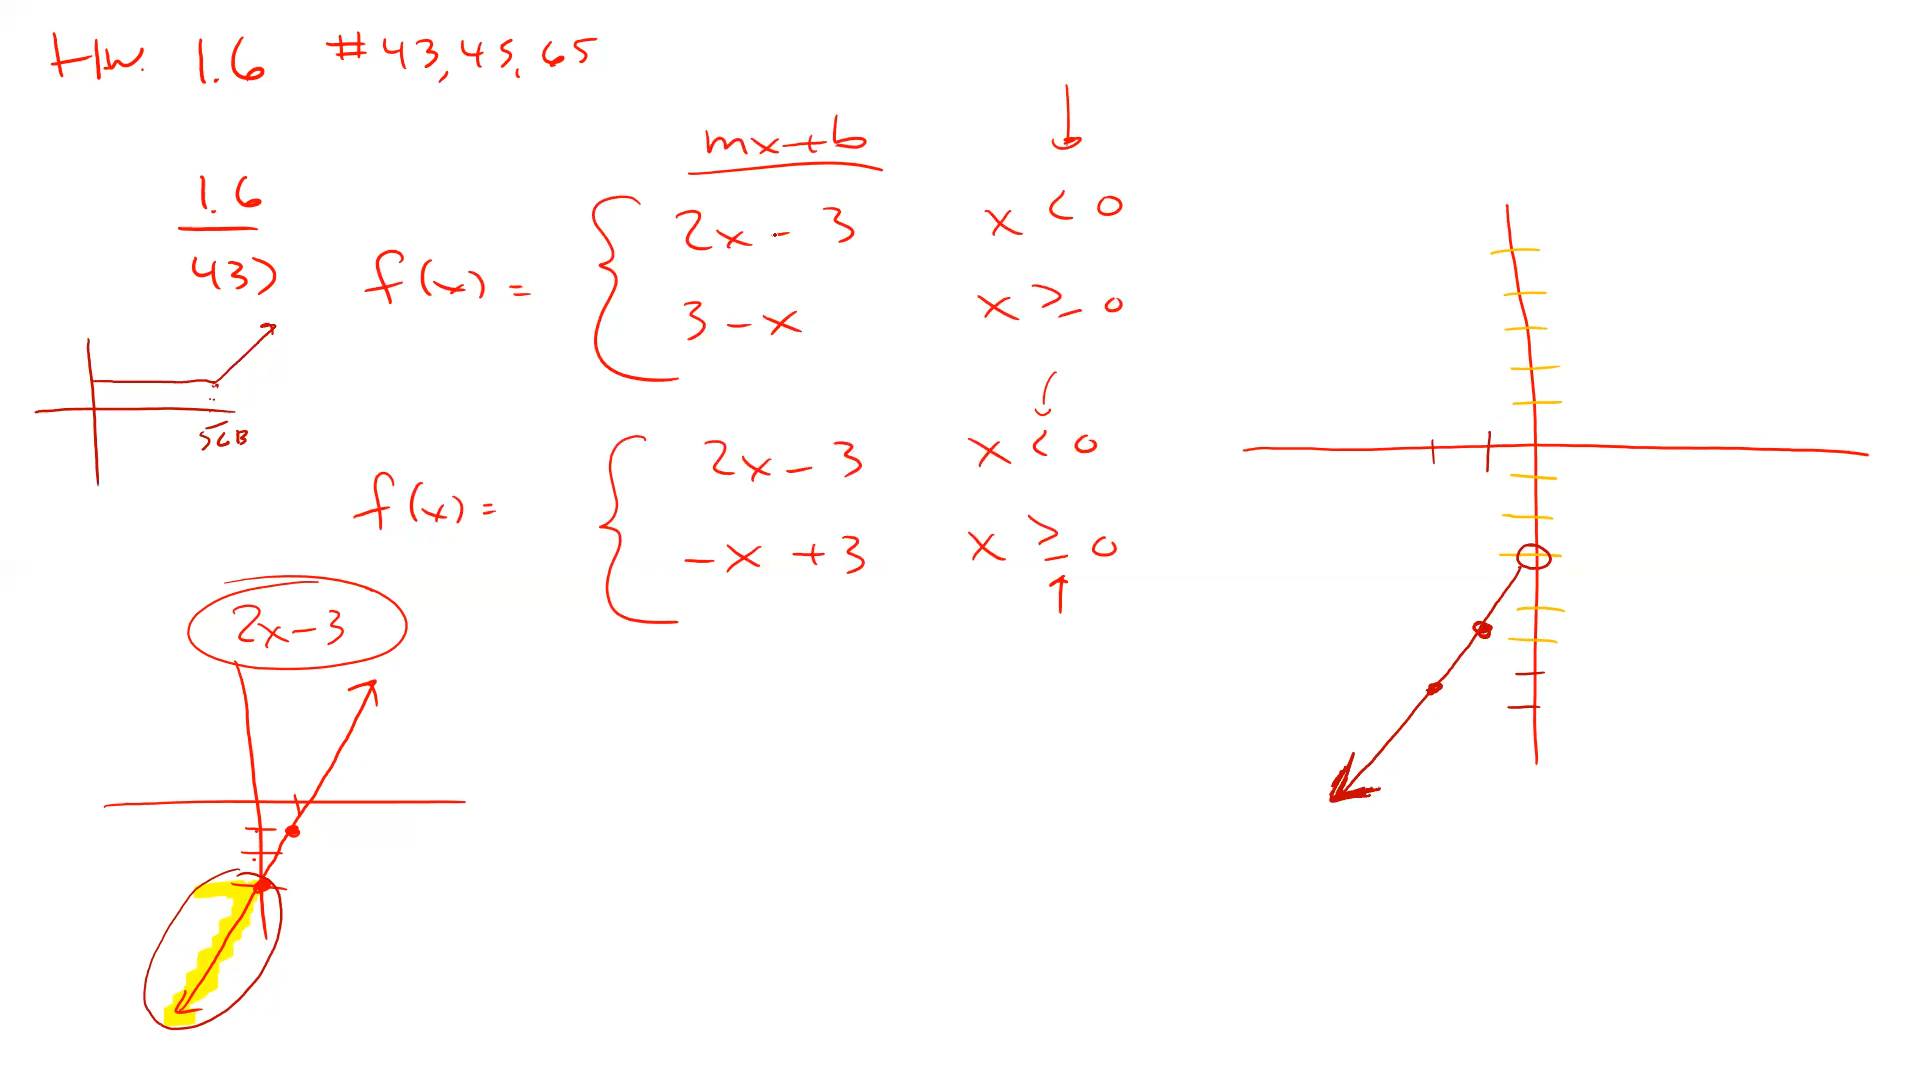 HW. 1.6 # 43, 45, 65
mx+b
1.6
43) f(x) = { 2x - 3 x < 0
3 - x x ≥ 0
5GB
f(x) = { 2x - 3 x < 0
-x + 3 x ≥ 0
2x-3